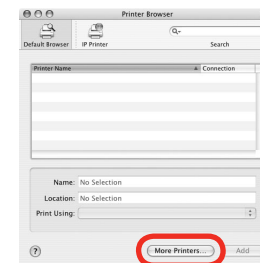 Printer Browser
Default Browser IP Printer Search
Printer Name Connection
Name: No Selection
Location: No Selection
Print Using:
? More Printers... Add